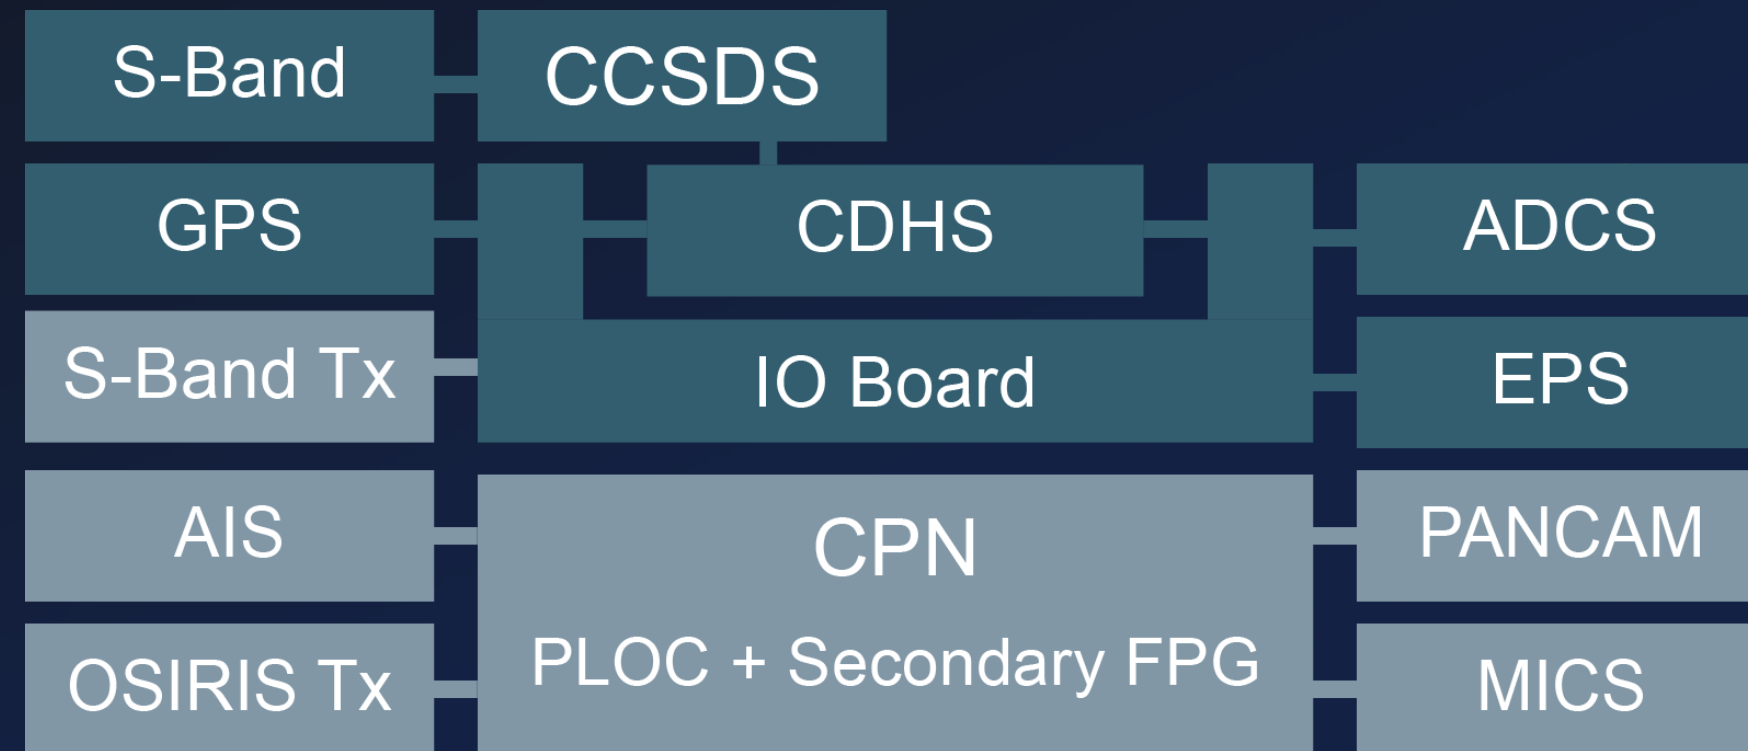 S-Band
CCSDS
GPS
CDHS
ADCS
S-Band Tx
IO Board
EPS
AIS
CPN
PANCAM
PLOC + Secondary FPG
OSIRIS Tx
MICS